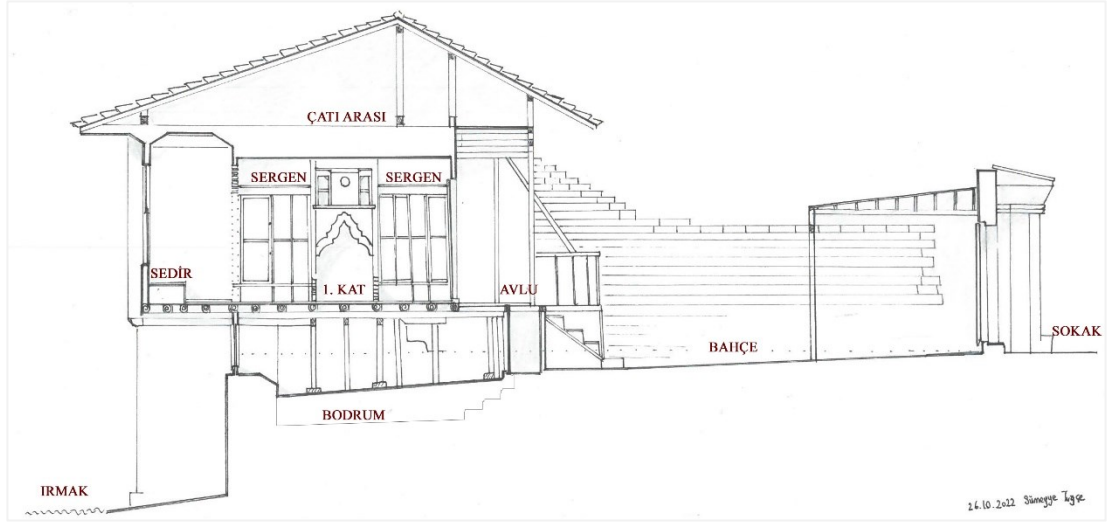 ÇATI ARASI
SERGEN SERGEN
SEDİR
1. KAT
AVLU
SOKAK
BAHÇE
BODRUM
IRMAK
26.10.2022 Sümeyye